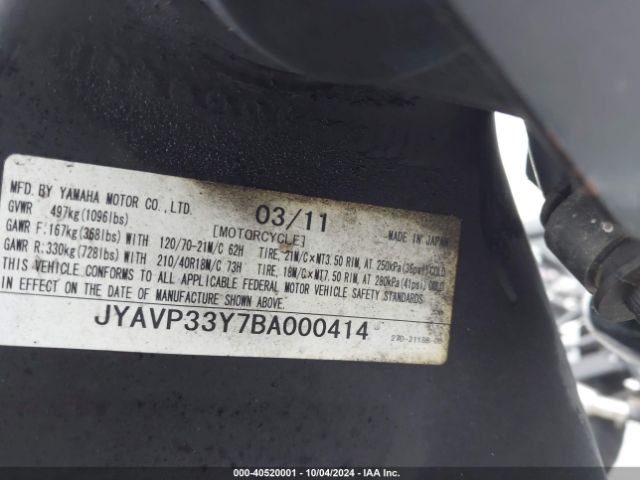 MFD. BY YAMAHA MOTOR CO.,LTD. 03/11
GVWR 497kg(1096lbs) [MOTORCYCLE] MADE IN JAPAN
GAWR F:167kg(368lbs) WITH 120/70-21M/C 62H TIRE, 21M/C×MT3.50 RIM, AT 250kPa(36psi) COLD
GAWR R:330kg(728lbs) WITH 210/40R18M/C 73H TIRE, 18M/C×MT7.50 RIM, AT 280kPa(41psi) COLD
THIS VEHICLE CONFORMS TO ALL APPLICABLE FEDERAL MOTOR VEHICLE SAFETY STANDARDS
IN EFFECT ON THE DATE OF MANUFACTURE SHOWN ABOVE.
JYAVP33Y7BA000414
000-40520001 - 10/04/2024 - IAA Inc.